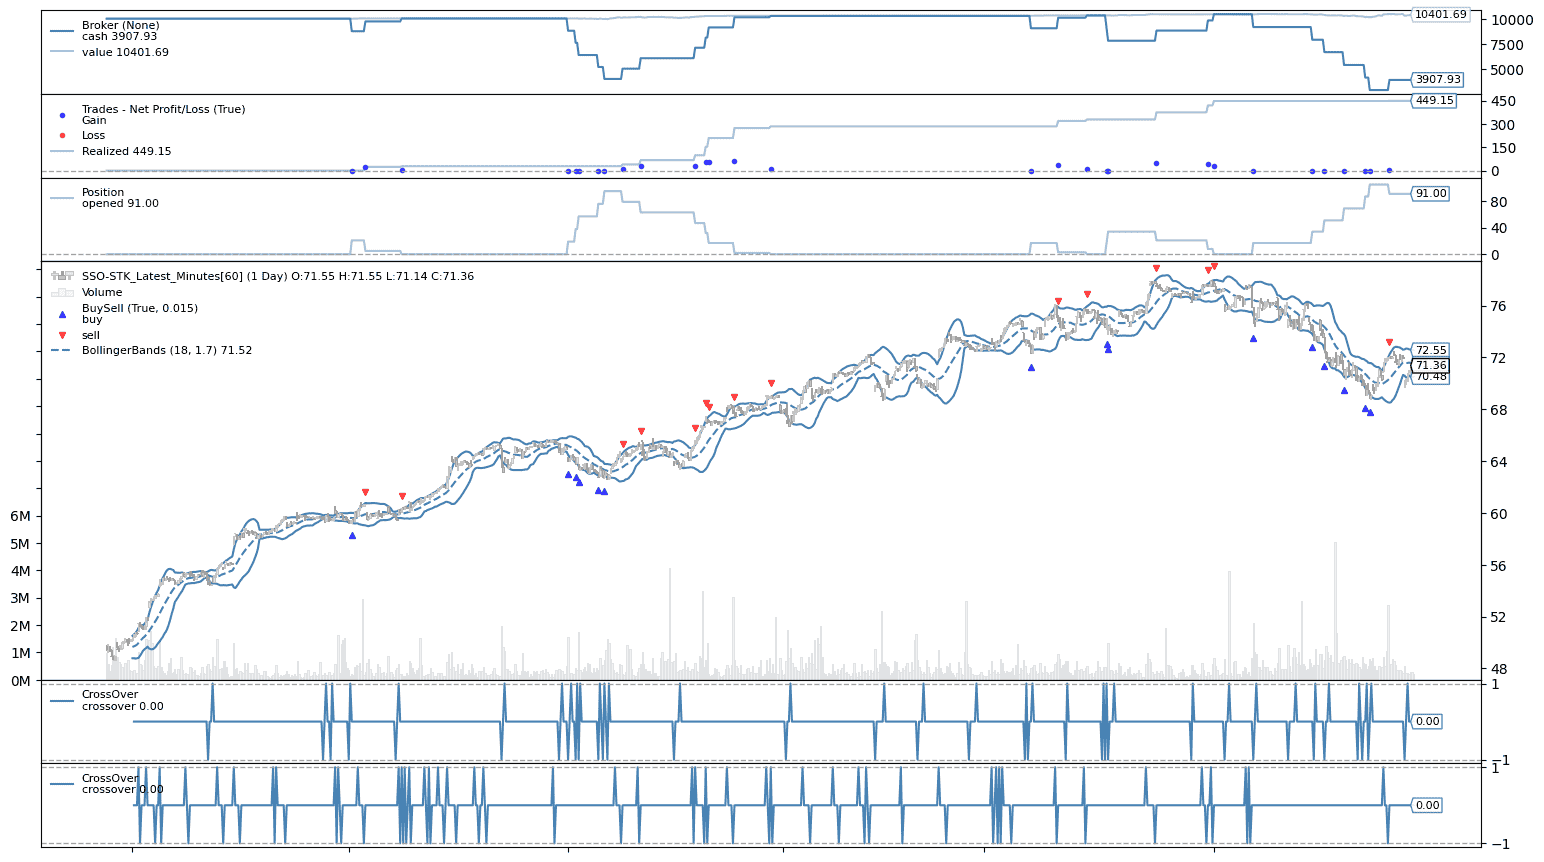 Broker (None)
cash 3907.93
value 10401.69
10401.69
10000
7500
5000
3907.93
Trades - Net Profit/Loss (True)
Gain
Loss
Realized 449.15
449.15
450
300
150
0
Position
opened 91.00
91.00
80
40
0
SSO-STK_Latest_Minutes[60] (1 Day) O:71.55 H:71.55 L:71.14 C:71.36
Volume
BuySell (True, 0.015)
buy
sell
BollingerBands (18, 1.7) 71.52
76
72
72.55
71.36
70.48
68
64
60
56
52
48
6M
5M
4M
3M
2M
1M
0M
CrossOver
crossover 0.00
1
0.00
−1
CrossOver
crossover 0.00
1
0.00
−1